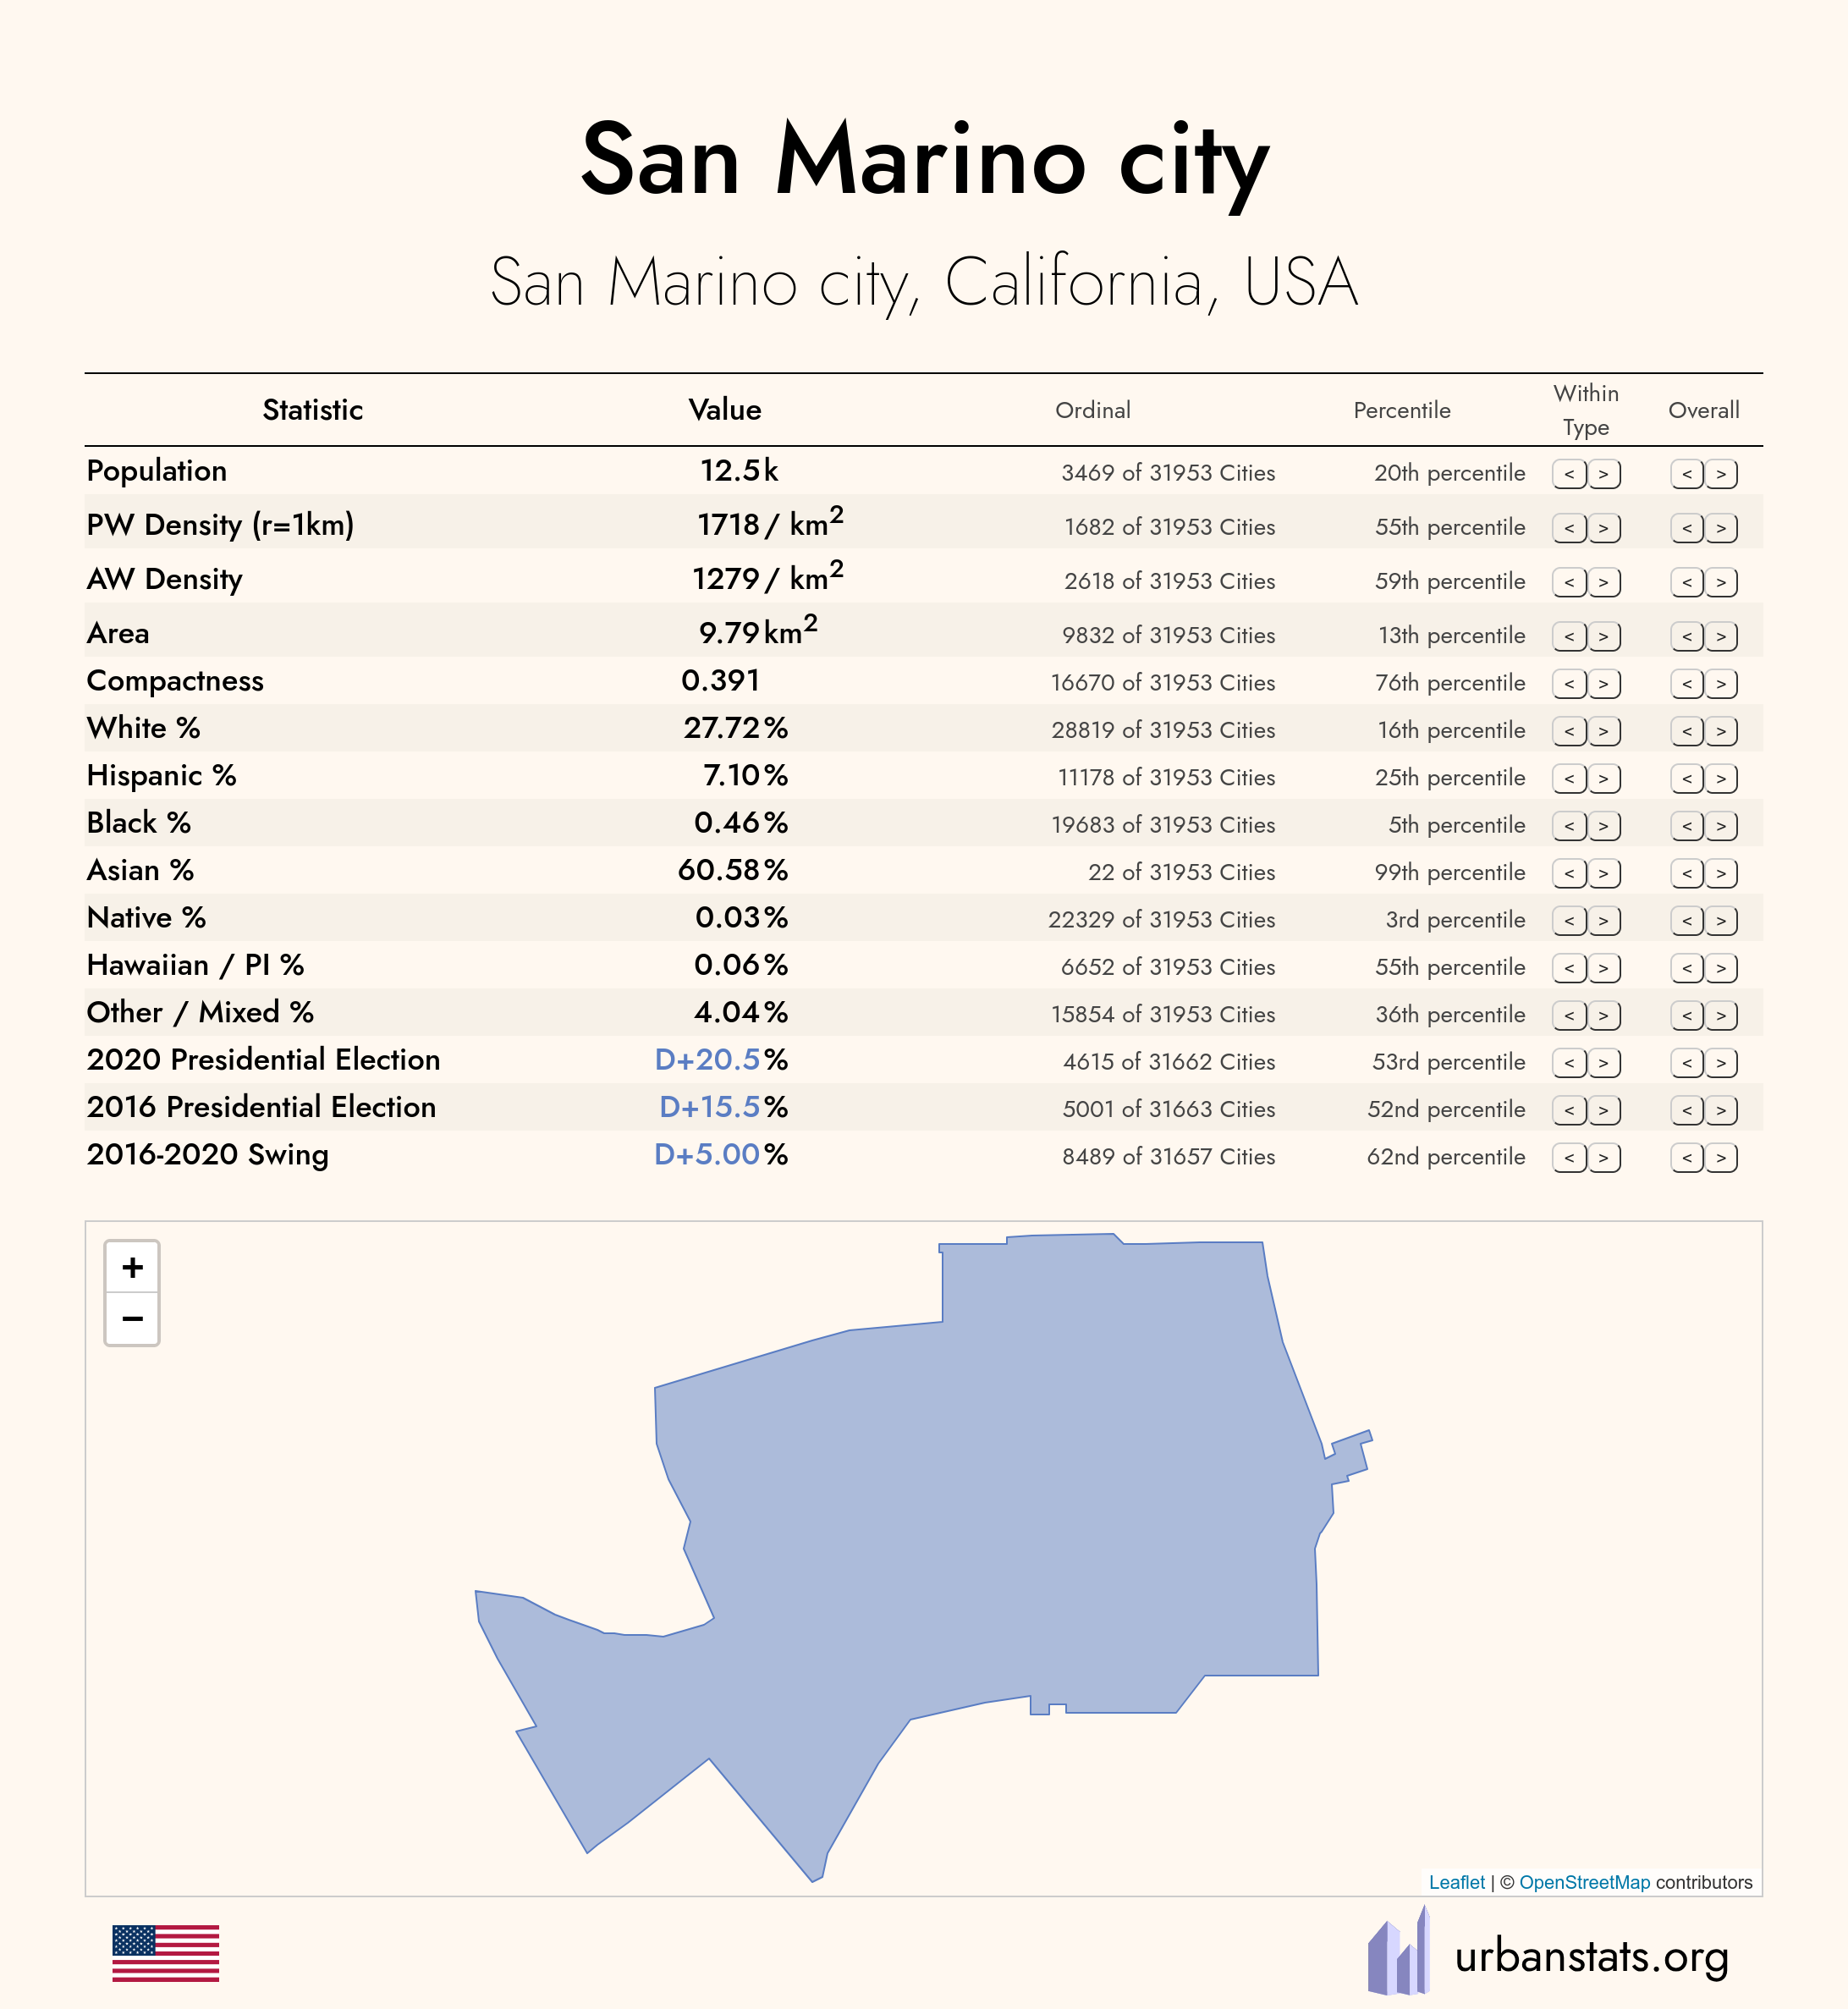 San Marino city
San Marino city, California, USA
Statistic Value Ordinal Percentile Within Type Overall
Population 12.5k 3469 of 31953 Cities 20th percentile < > < >
PW Density (r=1km) 1718/ km² 1682 of 31953 Cities 55th percentile < > < >
AW Density 1279/ km² 2618 of 31953 Cities 59th percentile < > < >
Area 9.79km² 9832 of 31953 Cities 13th percentile < > < >
Compactness 0.391 16670 of 31953 Cities 76th percentile < > < >
White % 27.72% 28819 of 31953 Cities 16th percentile < > < >
Hispanic % 7.10% 11178 of 31953 Cities 25th percentile < > < >
Black % 0.46% 19683 of 31953 Cities 5th percentile < > < >
Asian % 60.58% 22 of 31953 Cities 99th percentile < > < >
Native % 0.03% 22329 of 31953 Cities 3rd percentile < > < >
Hawaiian / PI % 0.06% 6652 of 31953 Cities 55th percentile < > < >
Other / Mixed % 4.04% 15854 of 31953 Cities 36th percentile < > < >
2020 Presidential Election D+20.5% 4615 of 31662 Cities 53rd percentile < > < >
2016 Presidential Election D+15.5% 5001 of 31663 Cities 52nd percentile < > < >
2016-2020 Swing D+5.00% 8489 of 31657 Cities 62nd percentile < > < >
+
−
Leaflet | © OpenStreetMap contributors
urbanstats.org